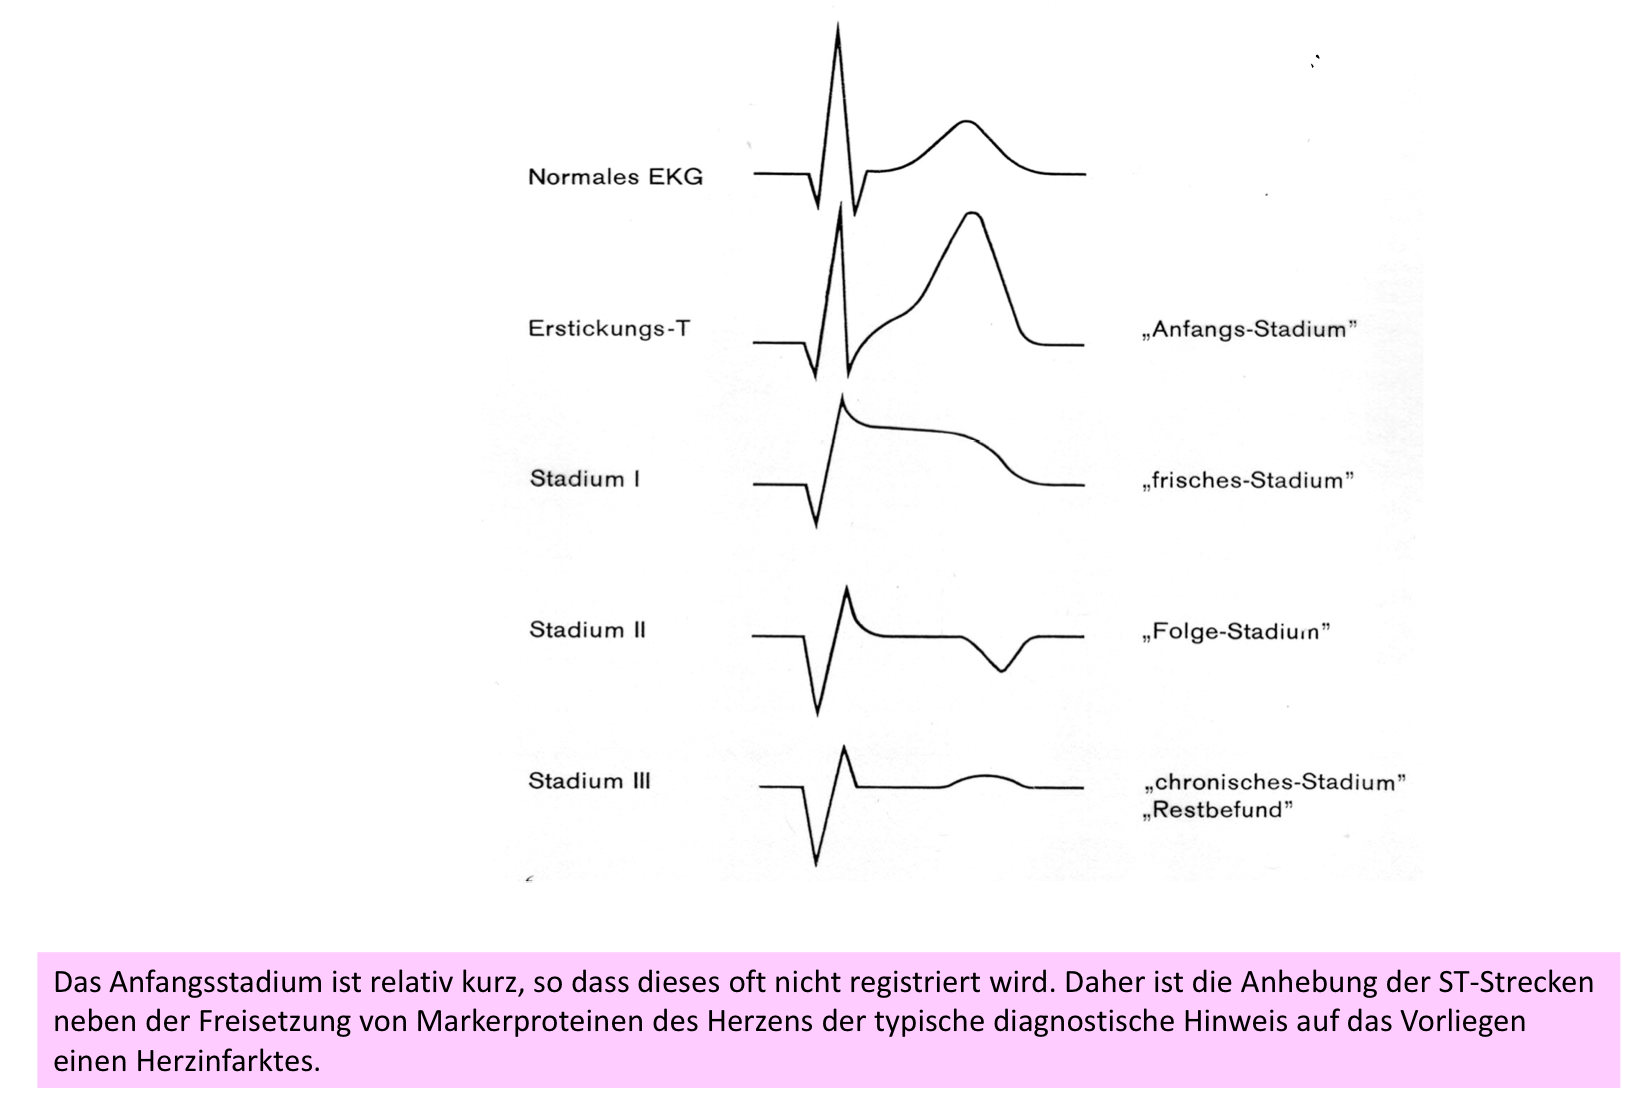 Normales EKG
Erstickungs-T „Anfangs-Stadium”
Stadium I „frisches-Stadium”
Stadium II „Folge-Stadium”
Stadium III „chronisches-Stadium”
„Restbefund”
Das Anfangsstadium ist relativ kurz, so dass dieses oft nicht registriert wird. Daher ist die Anhebung der ST-Strecken
neben der Freisetzung von Markerproteinen des Herzens der typische diagnostische Hinweis auf das Vorliegen
einen Herzinfarktes.